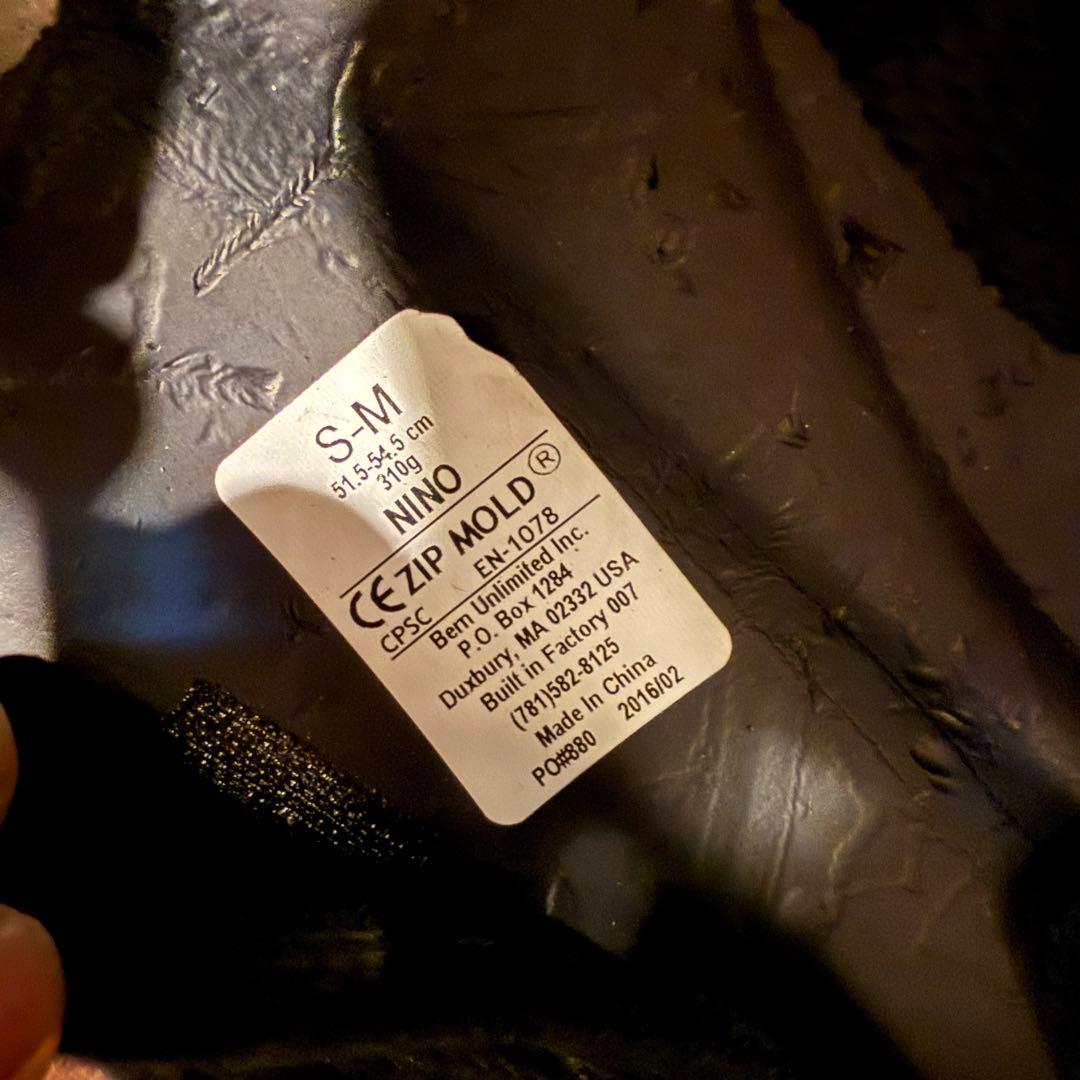 S-M
51.5-54.5 cm
310g
NINO
CE ZIP MOLD®
CPSC EN-1078
Bern Unlimited Inc.
P.O. Box 1284
Duxbury, MA 02332 USA
Built in Factory 007
(781)582-8125
Made In China
PO#880 2016/02